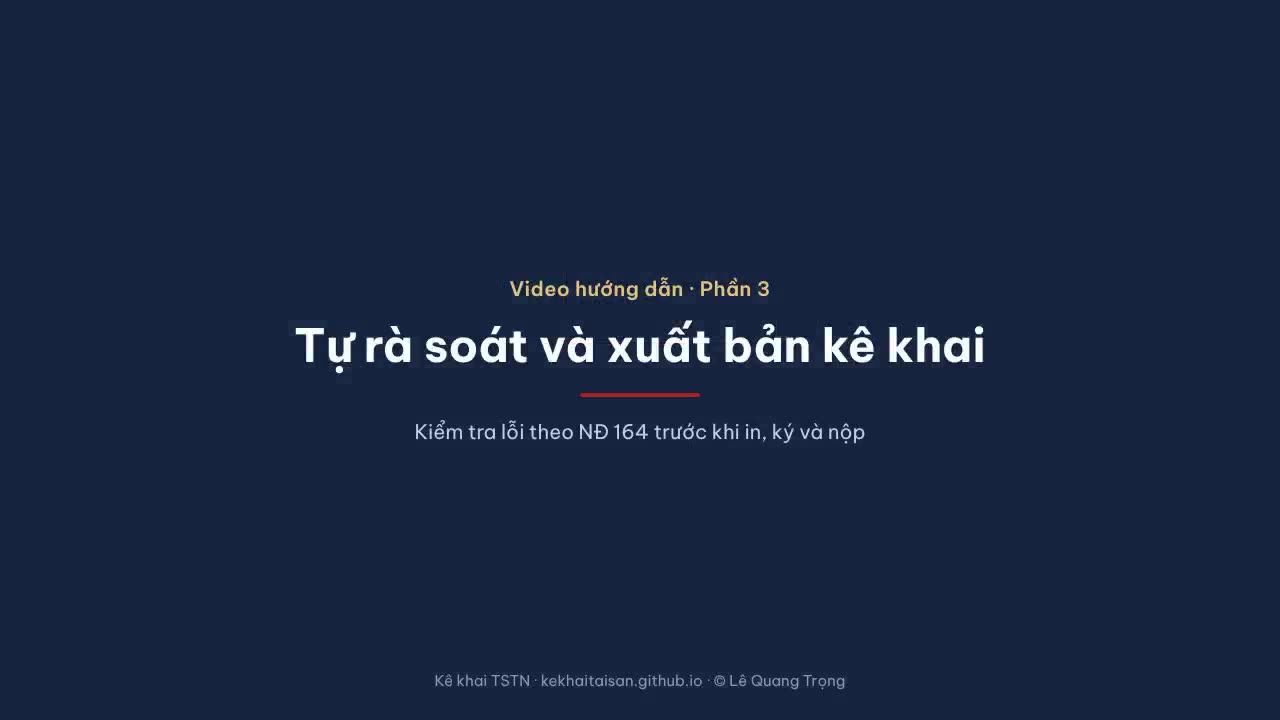 Video hướng dẫn · Phần 3
Tự rà soát và xuất bản kê khai
Kiểm tra lỗi theo NĐ 164 trước khi in, ký và nộp
Kê khai TSTN · kekhaitaisan.github.io · © Lê Quang Trọng